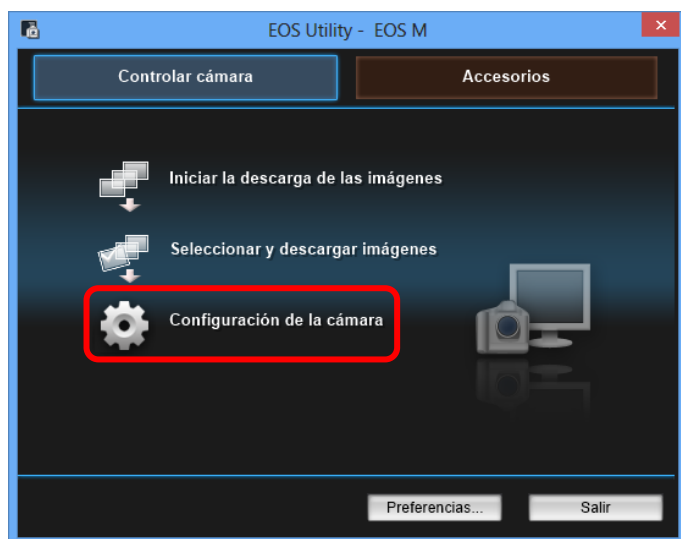 EOS Utility - EOS M
Controlar cámara
Accesorios
Iniciar la descarga de las imágenes
Seleccionar y descargar imágenes
Configuración de la cámara
Preferencias...
Salir